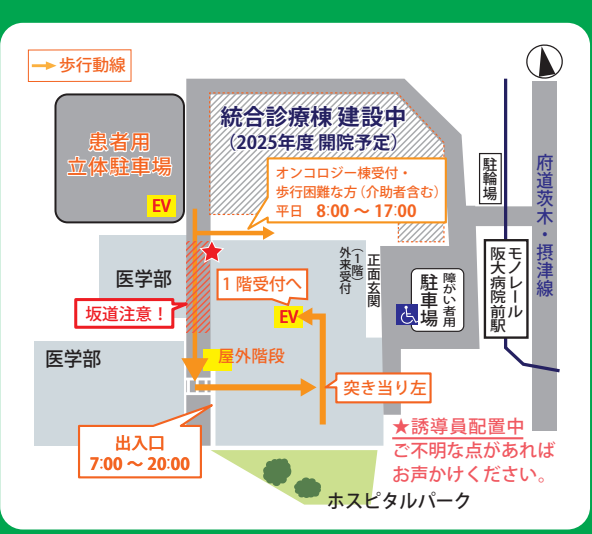 歩行動線
統合診療棟 建設中
（2025年度 開院予定）
患者用
立体駐車場
EV
オンコロジー棟受付・
歩行困難な方（介助者含む）
平日 8:00 ～ 17:00
駐輪場
府道茨木・摂津線
モノレール
阪大病院前駅
医学部
坂道注意！
1 階受付へ
EV
（1階）
外来受付
正面玄関
障がい者用
駐車場
医学部
屋外階段
突き当り左
出入口
7:00 ～ 20:00
★誘導員配置中
ご不明な点があれば
お声かけください。
ホスピタルパーク